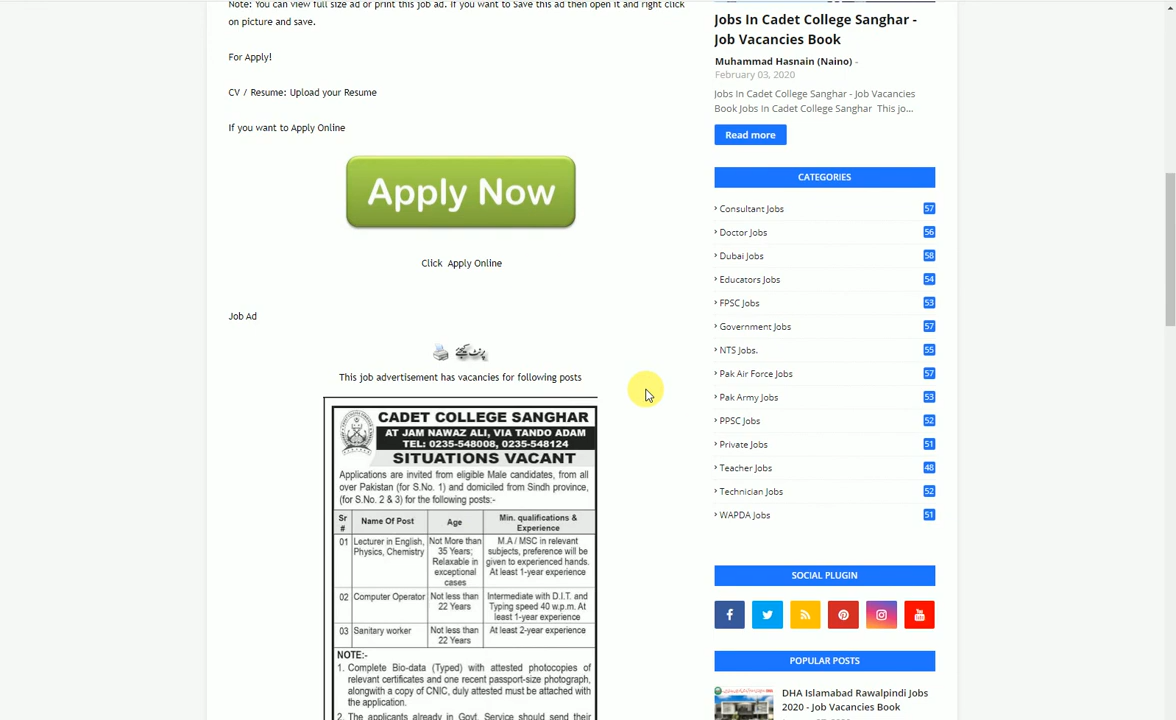 Note: You can view full size ad or print this job ad. If you want to Save this ad then open it and right click
on picture and save.
For Apply!
CV / Resume: Upload your Resume
If you want to Apply Online
Apply Now
Click Apply Online
Job Ad
پرنٹ کیجئے
This job advertisement has vacancies for following posts
CADET COLLEGE SANGHAR
AT JAM NAWAZ ALI, VIA TANDO ADAM
TEL: 0235-548008, 0235-548124
SITUATIONS VACANT
Applications are invited from eligible Male candidates, from all
over Pakistan (for S.No. 1) and domiciled from Sindh province,
(for S.No. 2 & 3) for the following posts:-
Sr # Name Of Post Age Min. qualifications & Experience
01 Lecturer in English, Physics, Chemistry Not More than 35 Years; Relaxable in exceptional cases M.A / MSC in relevant subjects, preference will be given to experienced hands. At least 1-year experience
02 Computer Operator Not less than 22 Years Intermediate with D.I.T. and Typing speed 40 w.p.m. At least 1-year experience
03 Sanitary worker Not less than 22 Years At least 2-year experience
NOTE:-
1. Complete Bio-data (Typed) with attested photocopies of
relevant certificates and one recent passport-size photograph,
alongwith a copy of CNIC, duly attested must be attached with
the application.
2. The applicants already in Govt. Service should send their
Jobs In Cadet College Sanghar -
Job Vacancies Book
Muhammad Hasnain (Naino) -
February 03, 2020
Jobs In Cadet College Sanghar - Job Vacancies
Book Jobs In Cadet College Sanghar This jo...
Read more
CATEGORIES
Consultant Jobs 57
Doctor Jobs 56
Dubai Jobs 58
Educators Jobs 54
FPSC Jobs 53
Government Jobs 57
NTS Jobs. 55
Pak Air Force Jobs 57
Pak Army Jobs 53
PPSC Jobs 52
Private Jobs 51
Teacher Jobs 48
Technician Jobs 52
WAPDA Jobs 51
SOCIAL PLUGIN
POPULAR POSTS
DHA Islamabad Rawalpindi Jobs
2020 - Job Vacancies Book